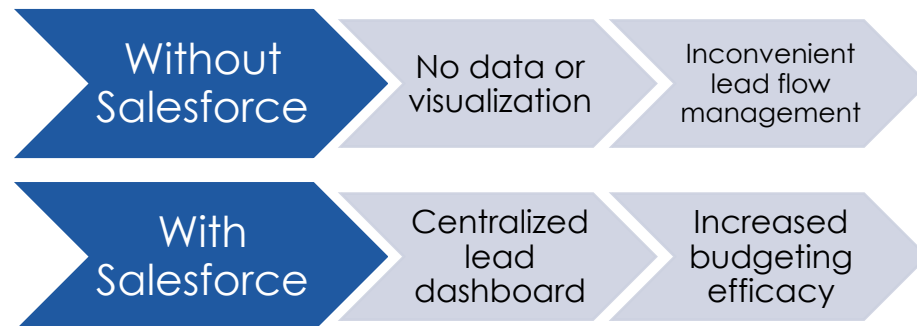 Without
Salesforce
No data or
visualization
Inconvenient
lead flow
management
With
Salesforce
Centralized
lead
dashboard
Increased
budgeting
efficacy